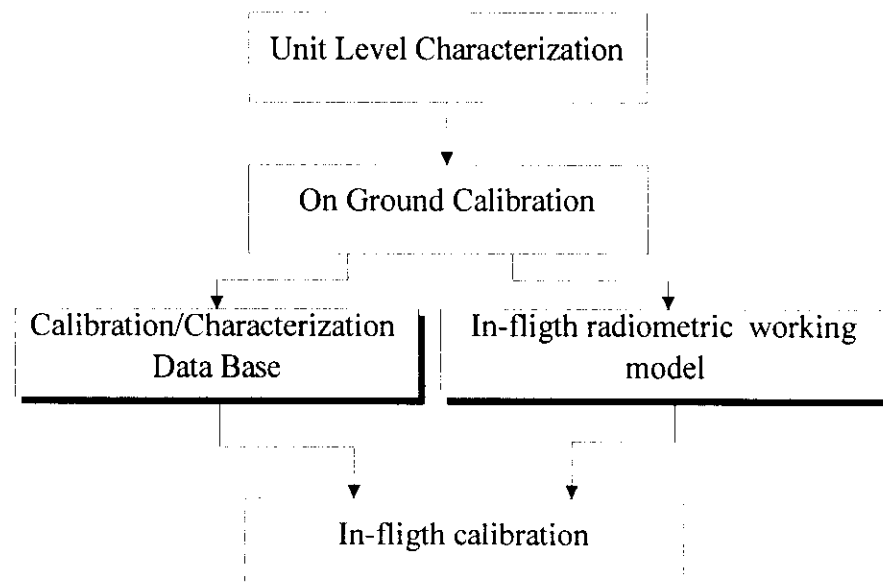 Unit Level Characterization
On Ground Calibration
Calibration/Characterization
Data Base
In-fligth radiometric working
model
In-fligth calibration